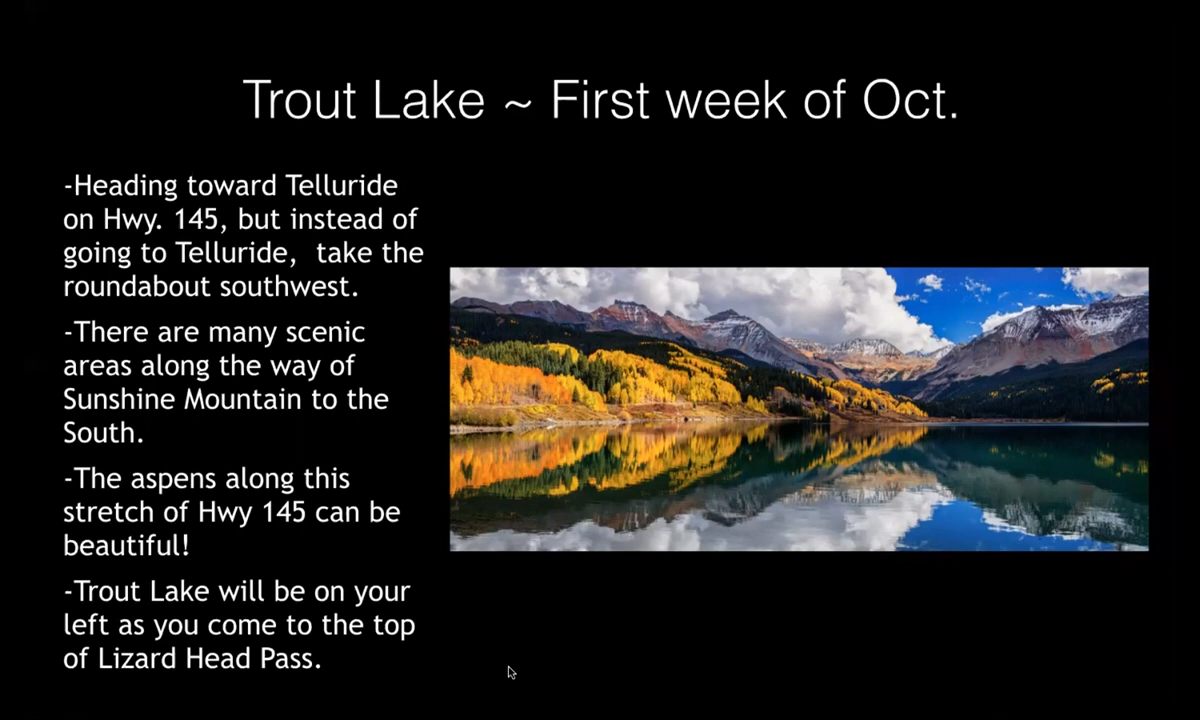 Trout Lake ~ First week of Oct.
-Heading toward Telluride
on Hwy. 145, but instead of
going to Telluride,  take the
roundabout southwest.
-There are many scenic
areas along the way of
Sunshine Mountain to the
South.
-The aspens along this
stretch of Hwy 145 can be
beautiful!
-Trout Lake will be on your
left as you come to the top
of Lizard Head Pass.